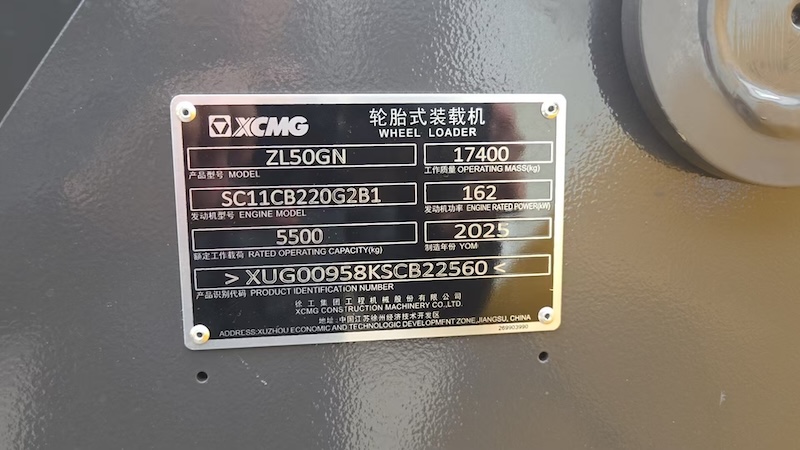 XCMG 轮胎式装载机
WHEEL LOADER
ZL50GN 17400
产品型号 MODEL 工作质量 OPERATING MASS(kg)
SC11CB220G2B1 162
发动机型号 ENGINE MODEL 发动机功率 ENGINE RATED POWER(kW)
5500 2025
额定工作载荷 RATED OPERATING CAPACITY(kg) 制造年份 YOM
> XUG00958KSCB22560 <
产品识别代码 PRODUCT IDENTIFICATION NUMBER
徐工集团工程机械股份有限公司
XCMG CONSTRUCTION MACHINERY CO.,LTD.
地址:中国江苏徐州经济技术开发区
ADDRESS:XUZHOU ECONOMIC AND TECHNOLOGIC DEVELOPMENT ZONE,JIANGSU, CHINA
269903990